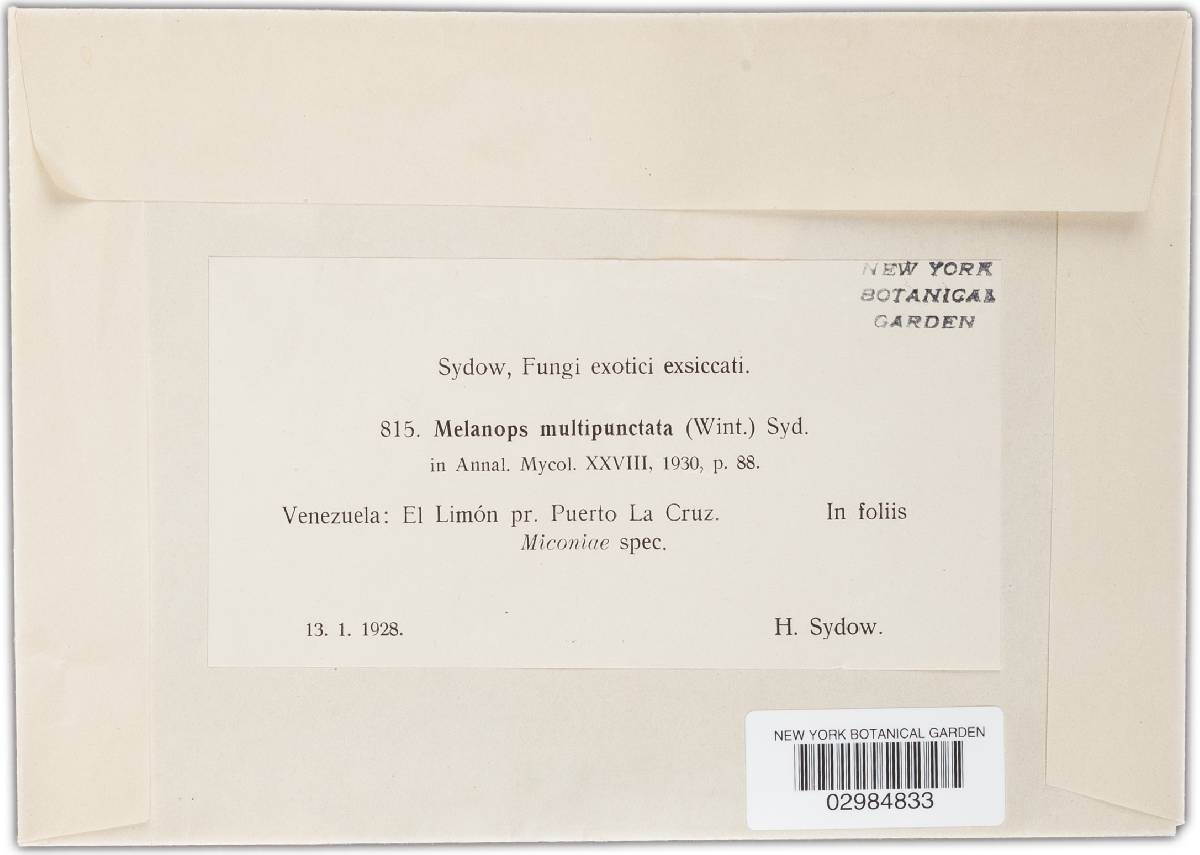 NEW YORK
BOTANICAL
GARDEN
Sydow, Fungi exotici exsiccati.
815. Melanops multipunctata (Wint.) Syd.
in Annal. Mycol. XXVIII, 1930, p. 88.
Venezuela: El Limón pr. Puerto La Cruz. In foliis
Miconiae spec.
13. 1. 1928. H. Sydow.
NEW YORK BOTANICAL GARDEN
02984833